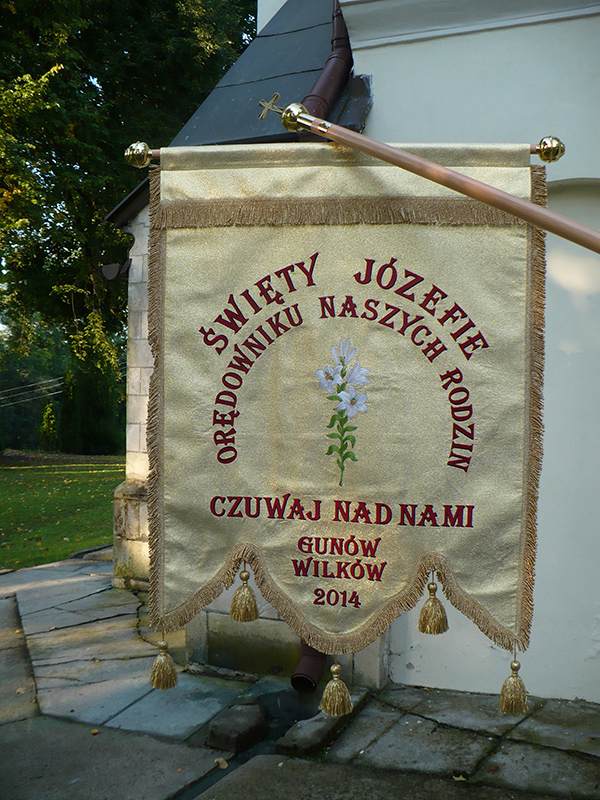 ŚWIĘTY JÓZEFIE
ORĘDOWNIKU NASZYCH RODZIN
CZUWAJ NAD NAMI
GUNÓW
WILKÓW
2014